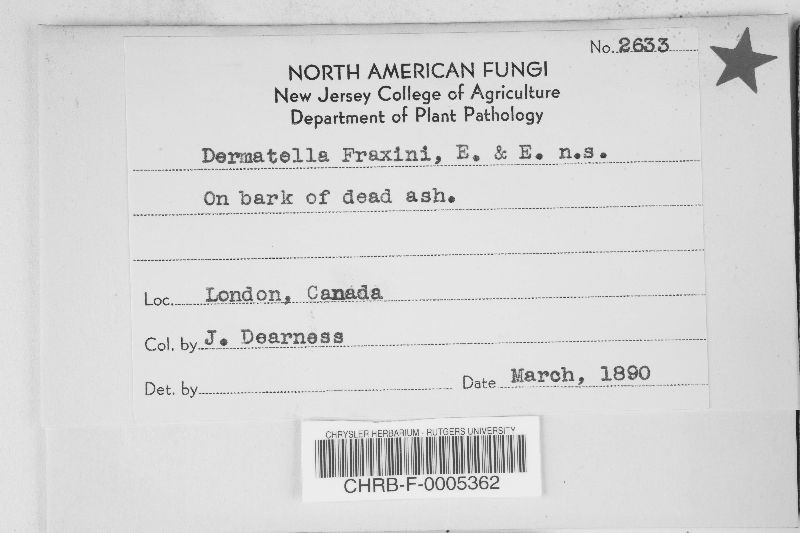 No. 2633
NORTH AMERICAN FUNGI
New Jersey College of Agriculture
Department of Plant Pathology
Dermatella Fraxini, E. & E. n.s.
On bark of dead ash.
Loc. London, Canada
Col. by J. Dearness
Det. by
Date March, 1890
CHRYSLER HERBARIUM - RUTGERS UNIVERSITY
CHRB-F-0005362